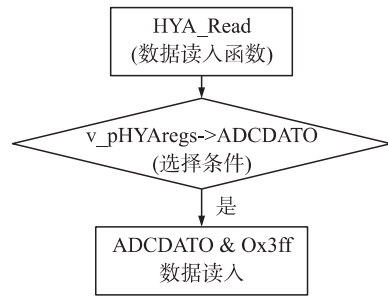 HYA_Read
(数据读入函数)
v_pHYAregs->ADCDATO
(选择条件)
是
ADCDATO & Ox3ff
数据读入